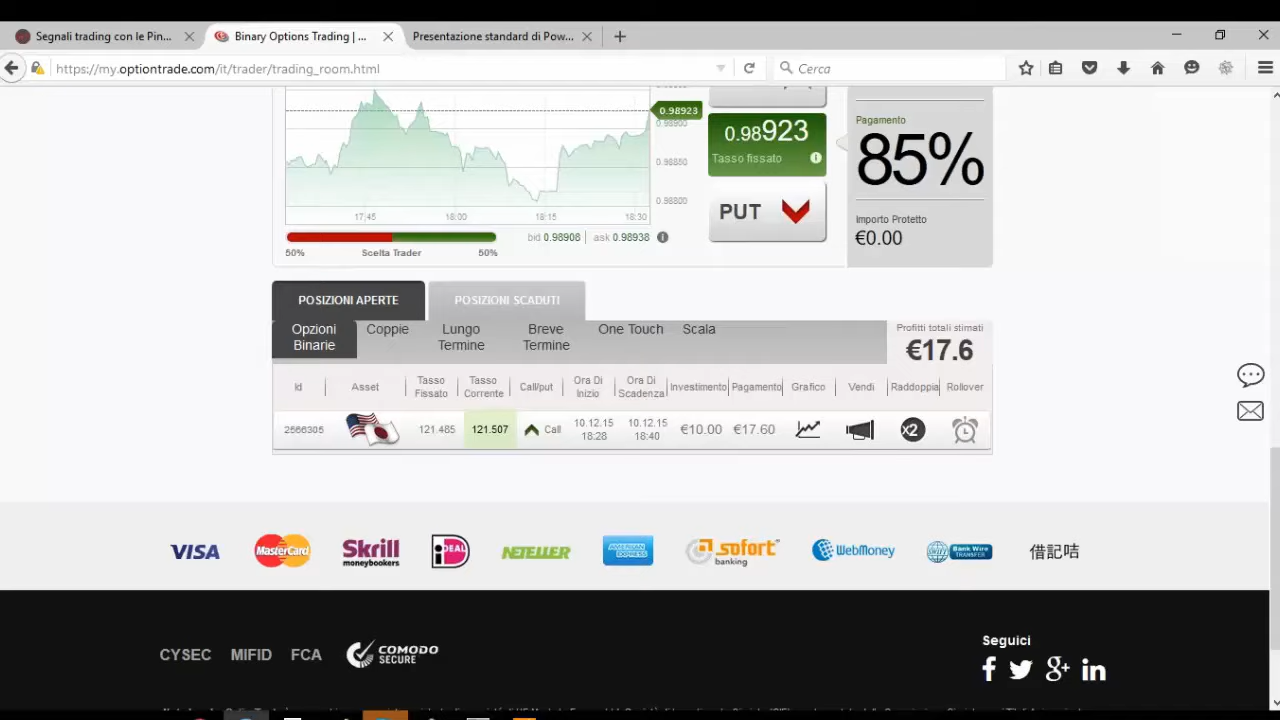 Segnali trading con le Pin...
Binary Options Trading | ...
Presentazione standard di Pow...
https://my.optiontrade.com/it/trader/trading_room.html
Cerca
0.98923
0.98900
0.98850
0.98800
17:45
18:00
18:15
18:30
50%
Scelta Trader
50%
bid 0.98908
ask 0.98938
0.98923
Tasso fissato
PUT
Pagamento
85%
Importo Protetto
€0.00
POSIZIONI APERTE
POSIZIONI SCADUTI
Opzioni
Binarie
Coppie
Lungo
Termine
Breve
Termine
One Touch
Scala
Profitti totali stimati
€17.6
Id
Asset
Tasso
Fissato
Tasso
Corrente
Call/put
Ora Di
Inizio
Ora Di
Scadenza
Investimento
Pagamento
Grafico
Vendi
Raddoppia
Rollover
2566305
121.485
121.507
Call
10.12.15
18:28
10.12.15
18:40
€10.00
€17.60
x2
VISA
MasterCard
Skrill
moneybookers
iDEAL
NETELLER
AMERICAN
EXPRESS
sofort
banking
WebMoney
Bank Wire
TRANSFER
借記咭
CYSEC
MIFID
FCA
COMODO
SECURE
Seguici